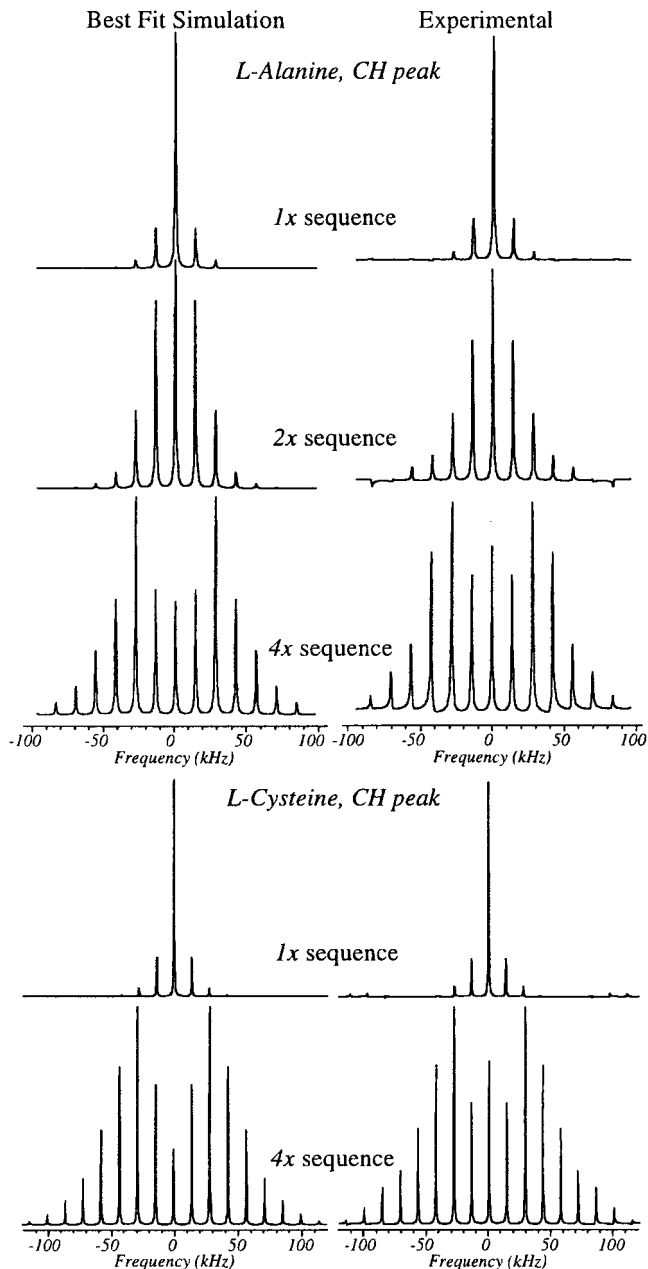 Best Fit Simulation Experimental
L-Alanine, CH peak
1x sequence
2x sequence
4x sequence
-100 -50 0 50 100 -100 -50 0 50 100
Frequency (kHz) Frequency (kHz)
L-Cysteine, CH peak
1x sequence
4x sequence
-100 -50 0 50 100 -100 -50 0 50 100
Frequency (kHz) Frequency (kHz)